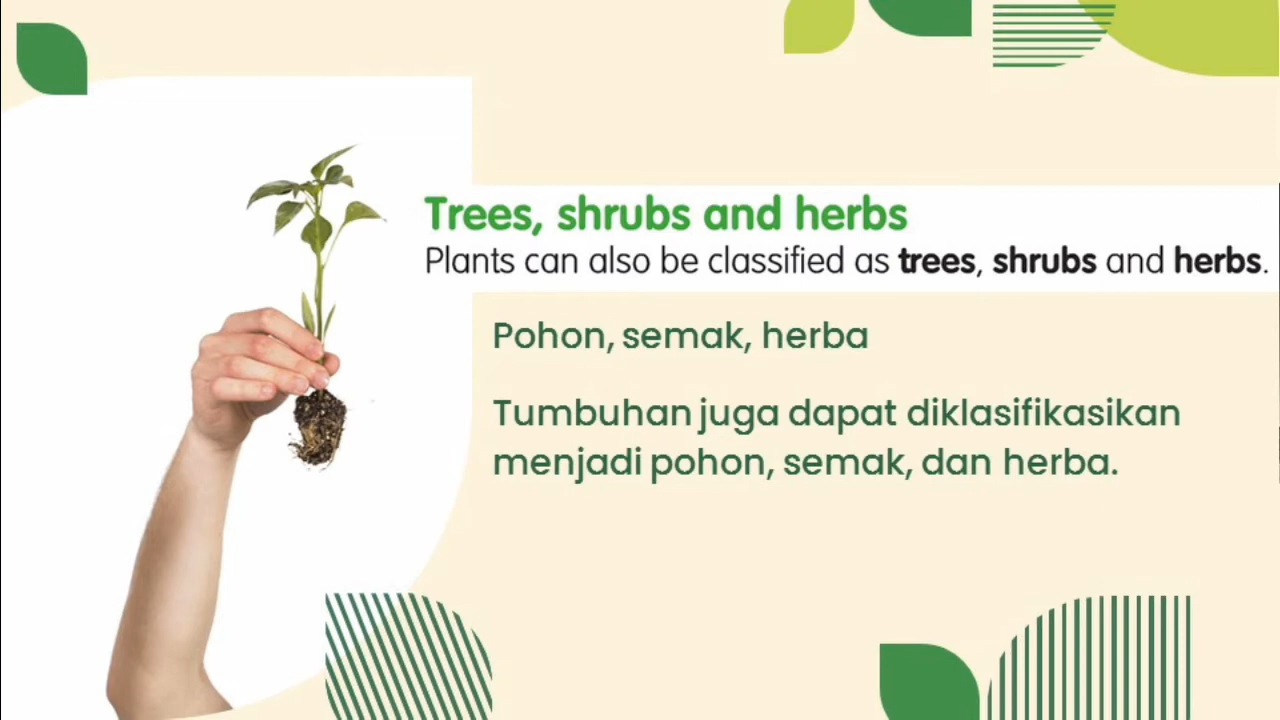 Trees, shrubs and herbs
Plants can also be classified as trees, shrubs and herbs.
Pohon, semak, herba
Tumbuhan juga dapat diklasifikasikan
menjadi pohon, semak, dan herba.